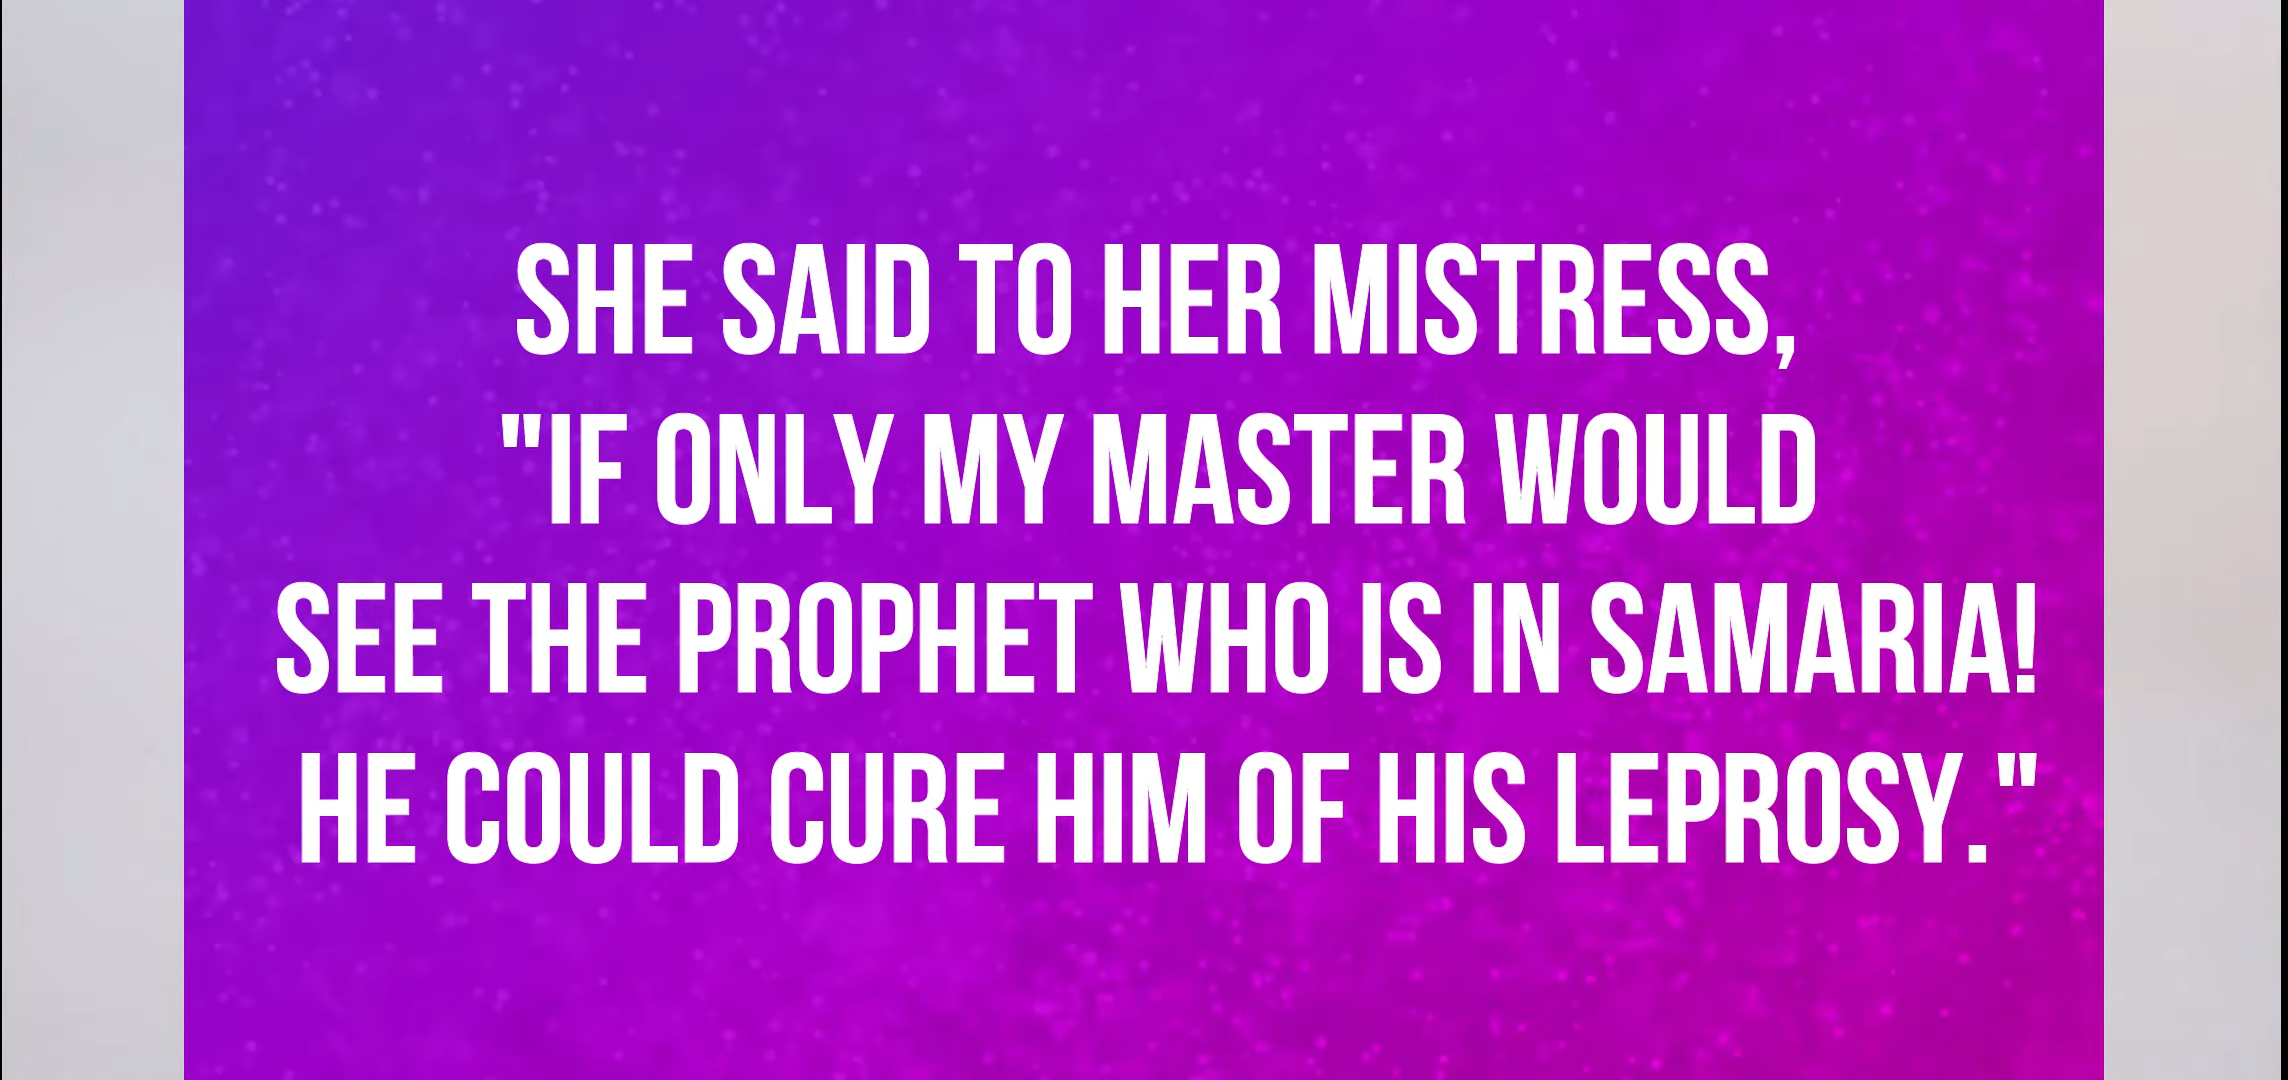 SHE SAID TO HER MISTRESS,
"IF ONLY MY MASTER WOULD
SEE THE PROPHET WHO IS IN SAMARIA!
HE COULD CURE HIM OF HIS LEPROSY."